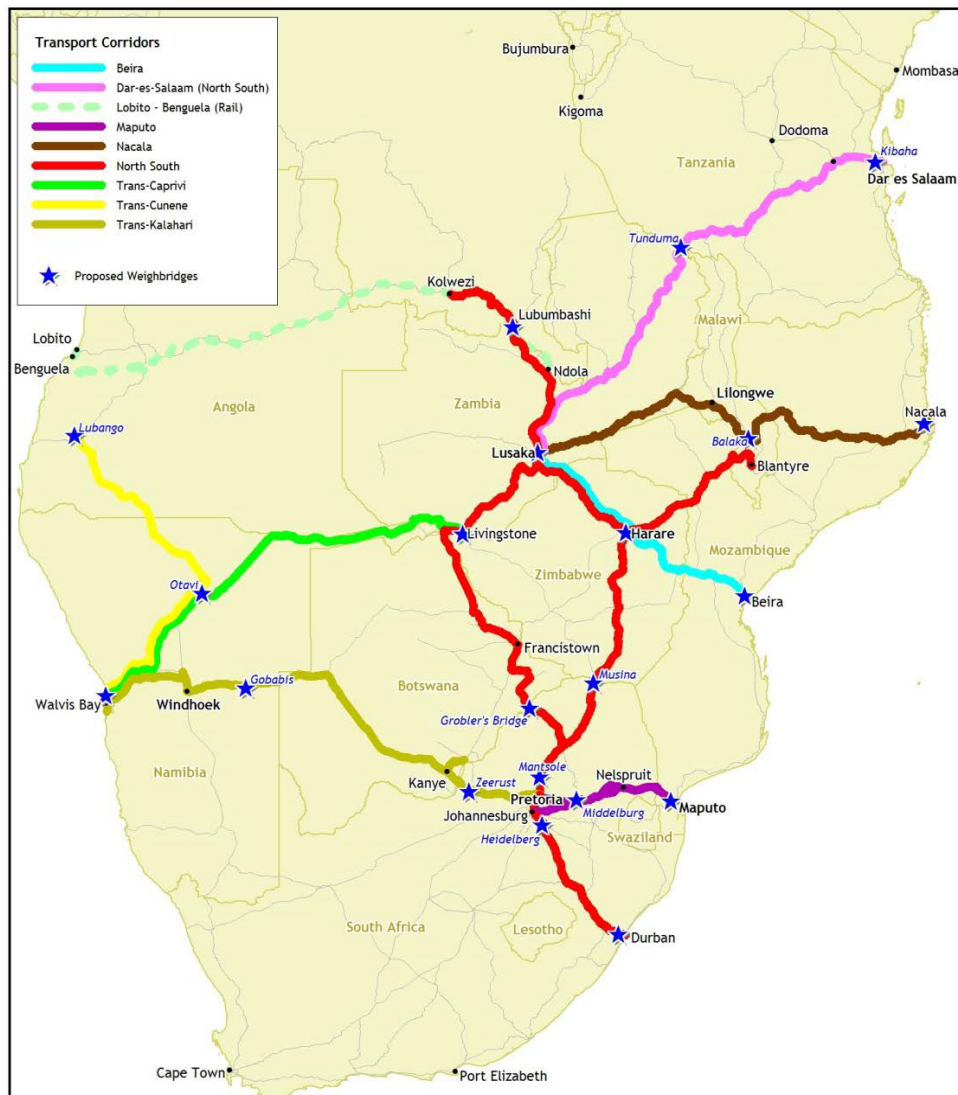 Transport Corridors
Beira
Dar-es-Salaam (North South)
Lobito - Benguela (Rail)
Maputo
Nacala
North South
Trans-Caprivi
Trans-Cunene
Trans-Kalahari
Proposed Weighbridges
Bujumbura
Mombasa
Kigoma
Dodoma
Tanzania
Kibaha
Dar es Salaam
Tunduma
Kolwezi
Lubumbashi
Malawi
Lobito
Benguela
Ndola
Angola
Zambia
Lilongwe
Nacala
Lubango
Lusaka
Balaka
Blantyre
Livingstone
Harare
Mozambique
Zimbabwe
Otavi
Beira
Francistown
Musina
Walvis Bay
Windhoek
Gobabis
Botswana
Grobler's Bridge
Namibia
Kanye
Zeerust
Mantsole
Nelspruit
Pretoria
Johannesburg
Middelburg
Maputo
Heidelberg
Swaziland
South Africa
Lesotho
Durban
Cape Town
Port Elizabeth